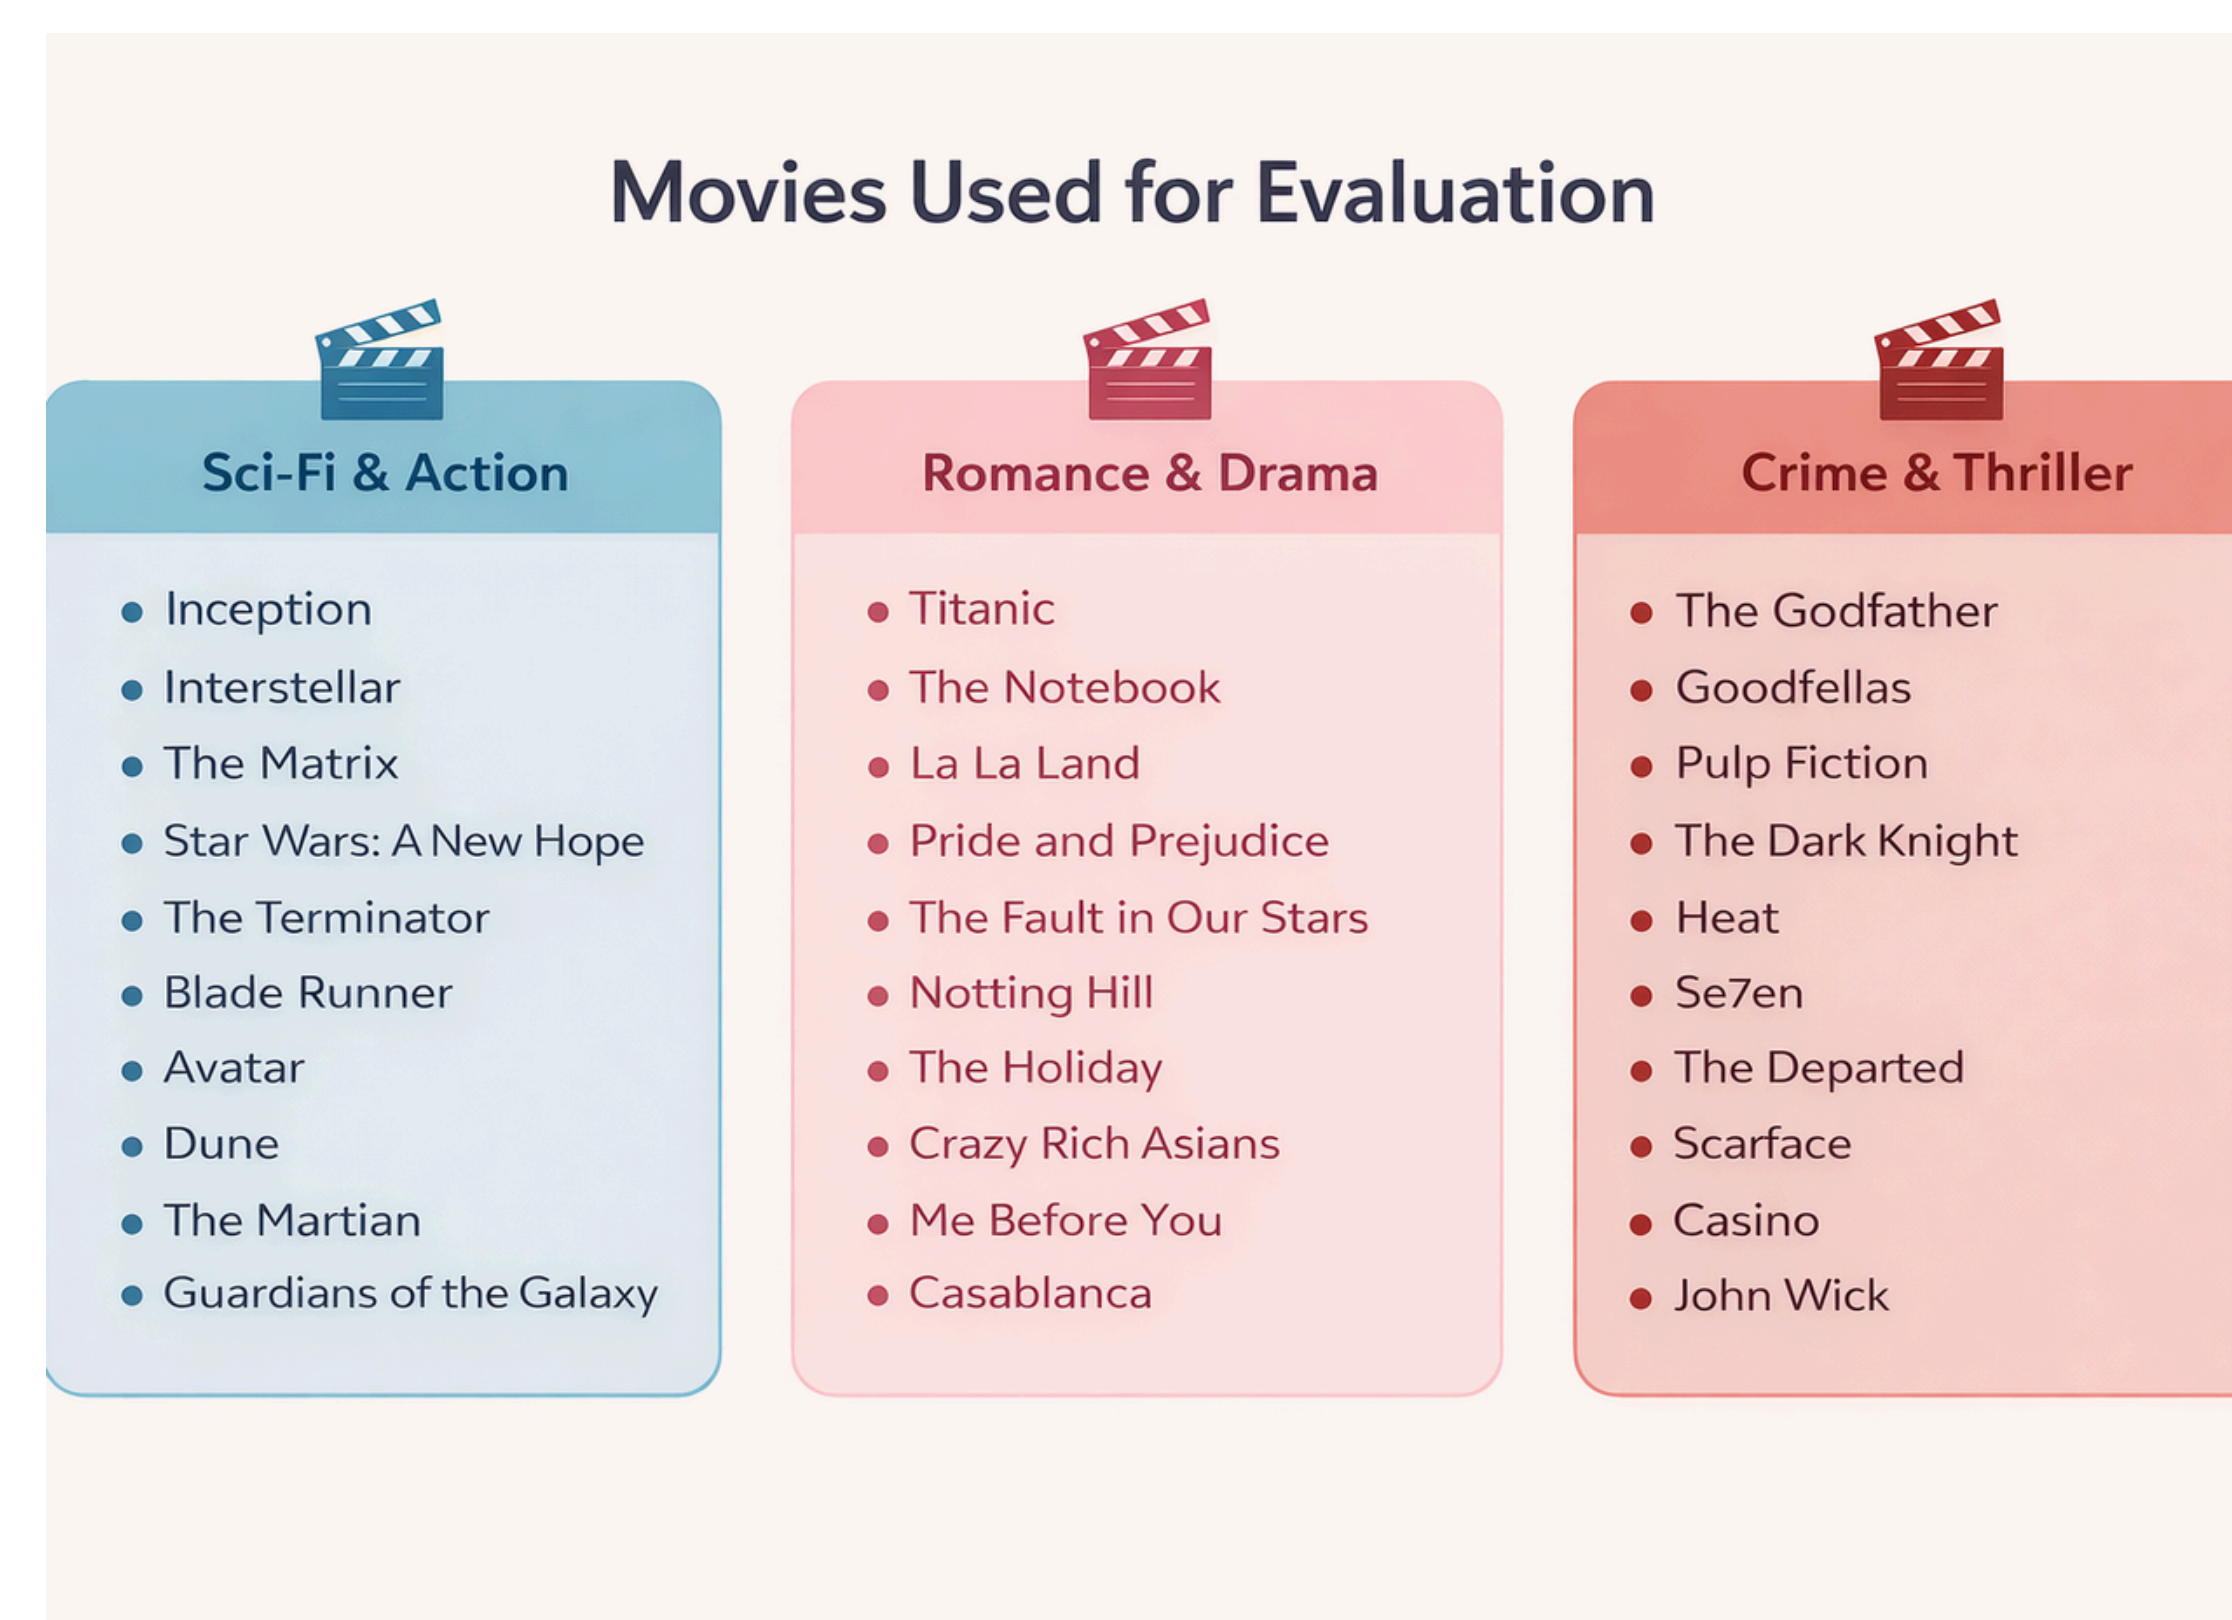 Movies Used for Evaluation
Sci-Fi & Action
• Inception
• Interstellar
• The Matrix
• Star Wars: A New Hope
• The Terminator
• Blade Runner
• Avatar
• Dune
• The Martian
• Guardians of the Galaxy
Romance & Drama
• Titanic
• The Notebook
• La La Land
• Pride and Prejudice
• The Fault in Our Stars
• Notting Hill
• The Holiday
• Crazy Rich Asians
• Me Before You
• Casablanca
Crime & Thriller
• The Godfather
• Goodfellas
• Pulp Fiction
• The Dark Knight
• Heat
• Se7en
• The Departed
• Scarface
• Casino
• John Wick